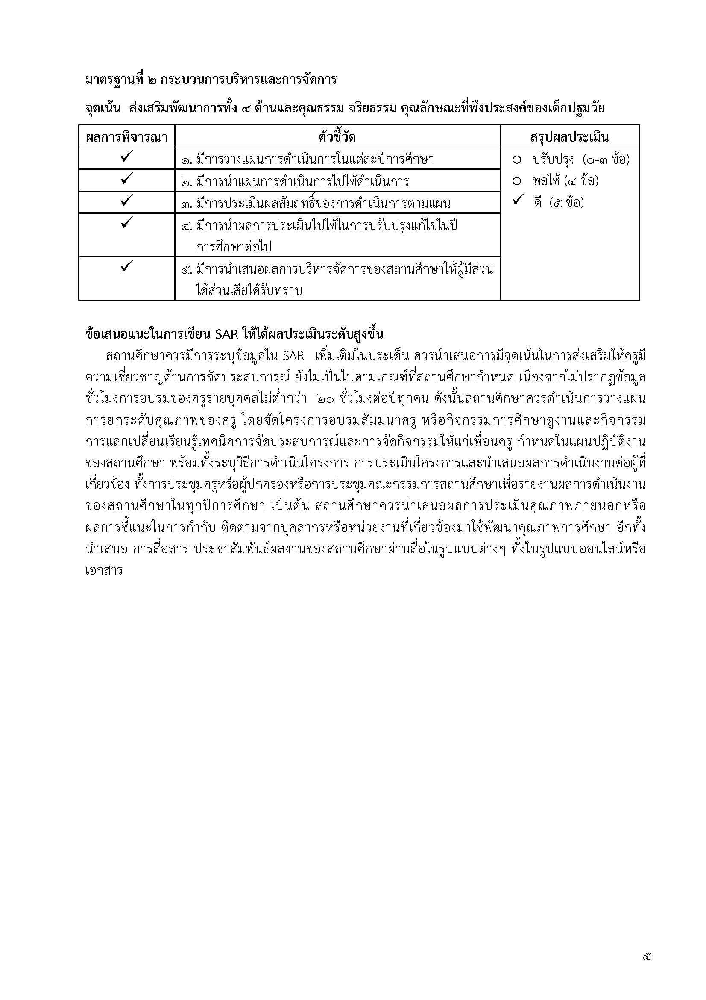 มาตรฐานที่ ๒ กระบวนการบริหารและการจัดการ
จุดเน้น ส่งเสริมพัฒนาการทั้ง ๔ ด้านและคุณธรรม จริยธรรม คุณลักษณะที่พึงประสงค์ของเด็กปฐมวัย
ผลการพิจารณา ตัวชี้วัด สรุปผลประเมิน
✓ ๑. มีการวางแผนการดำเนินการในแต่ละปีการศึกษา ○ ปรับปรุง (๐-๓ ข้อ)
✓ ๒. มีการนำแผนการดำเนินการไปใช้ดำเนินการ ○ พอใช้ (๔ ข้อ)
✓ ๓. มีการประเมินผลสัมฤทธิ์ของการดำเนินการตามแผน ✓ ดี (๕ ข้อ)
✓ ๔. มีการนำผลการประเมินไปใช้ในการปรับปรุงแก้ไขในปี
การศึกษาต่อไป
✓ ๕. มีการนำเสนอผลการบริหารจัดการของสถานศึกษาให้ผู้มีส่วน
ได้ส่วนเสียได้รับทราบ
ข้อเสนอแนะในการเขียน SAR ให้ได้ผลประเมินระดับสูงขึ้น
สถานศึกษาควรมีการระบุข้อมูลใน SAR เพิ่มเติมในประเด็น ควรนำเสนอการมีจุดเน้นในการส่งเสริมให้ครูมี
ความเชี่ยวชาญด้านการจัดประสบการณ์ ยังไม่เป็นไปตามเกณฑ์ที่สถานศึกษากำหนด เนื่องจากไม่ปรากฏข้อมูล
ชั่วโมงการอบรมของครูรายบุคคลไม่ต่ำกว่า ๒๐ ชั่วโมงต่อปีทุกคน ดังนั้นสถานศึกษาควรดำเนินการวางแผน
การยกระดับคุณภาพของครู โดยจัดโครงการอบรมสัมมนาครู หรือกิจกรรมการศึกษาดูงานและกิจกรรม
การแลกเปลี่ยนเรียนรู้เทคนิคการจัดประสบการณ์และการจัดกิจกรรมให้แก่เพื่อนครู กำหนดในแผนปฏิบัติงาน
ของสถานศึกษา พร้อมทั้งระบุวิธีการดำเนินโครงการ การประเมินโครงการและนำเสนอผลการดำเนินงานต่อผู้ที่
เกี่ยวข้อง ทั้งการประชุมครูหรือผู้ปกครองหรือการประชุมคณะกรรมการสถานศึกษาเพื่อรายงานผลการดำเนินงาน
ของสถานศึกษาในทุกปีการศึกษา เป็นต้น สถานศึกษาควรนำเสนอผลการประเมินคุณภาพภายนอกหรือ
ผลการชี้แนะในการกำกับ ติดตามจากบุคลากรหรือหน่วยงานที่เกี่ยวข้องมาใช้พัฒนาคุณภาพการศึกษา อีกทั้ง
นำเสนอ การสื่อสาร ประชาสัมพันธ์ผลงานของสถานศึกษาผ่านสื่อในรูปแบบต่างๆ ทั้งในรูปแบบออนไลน์หรือ
เอกสาร
๕